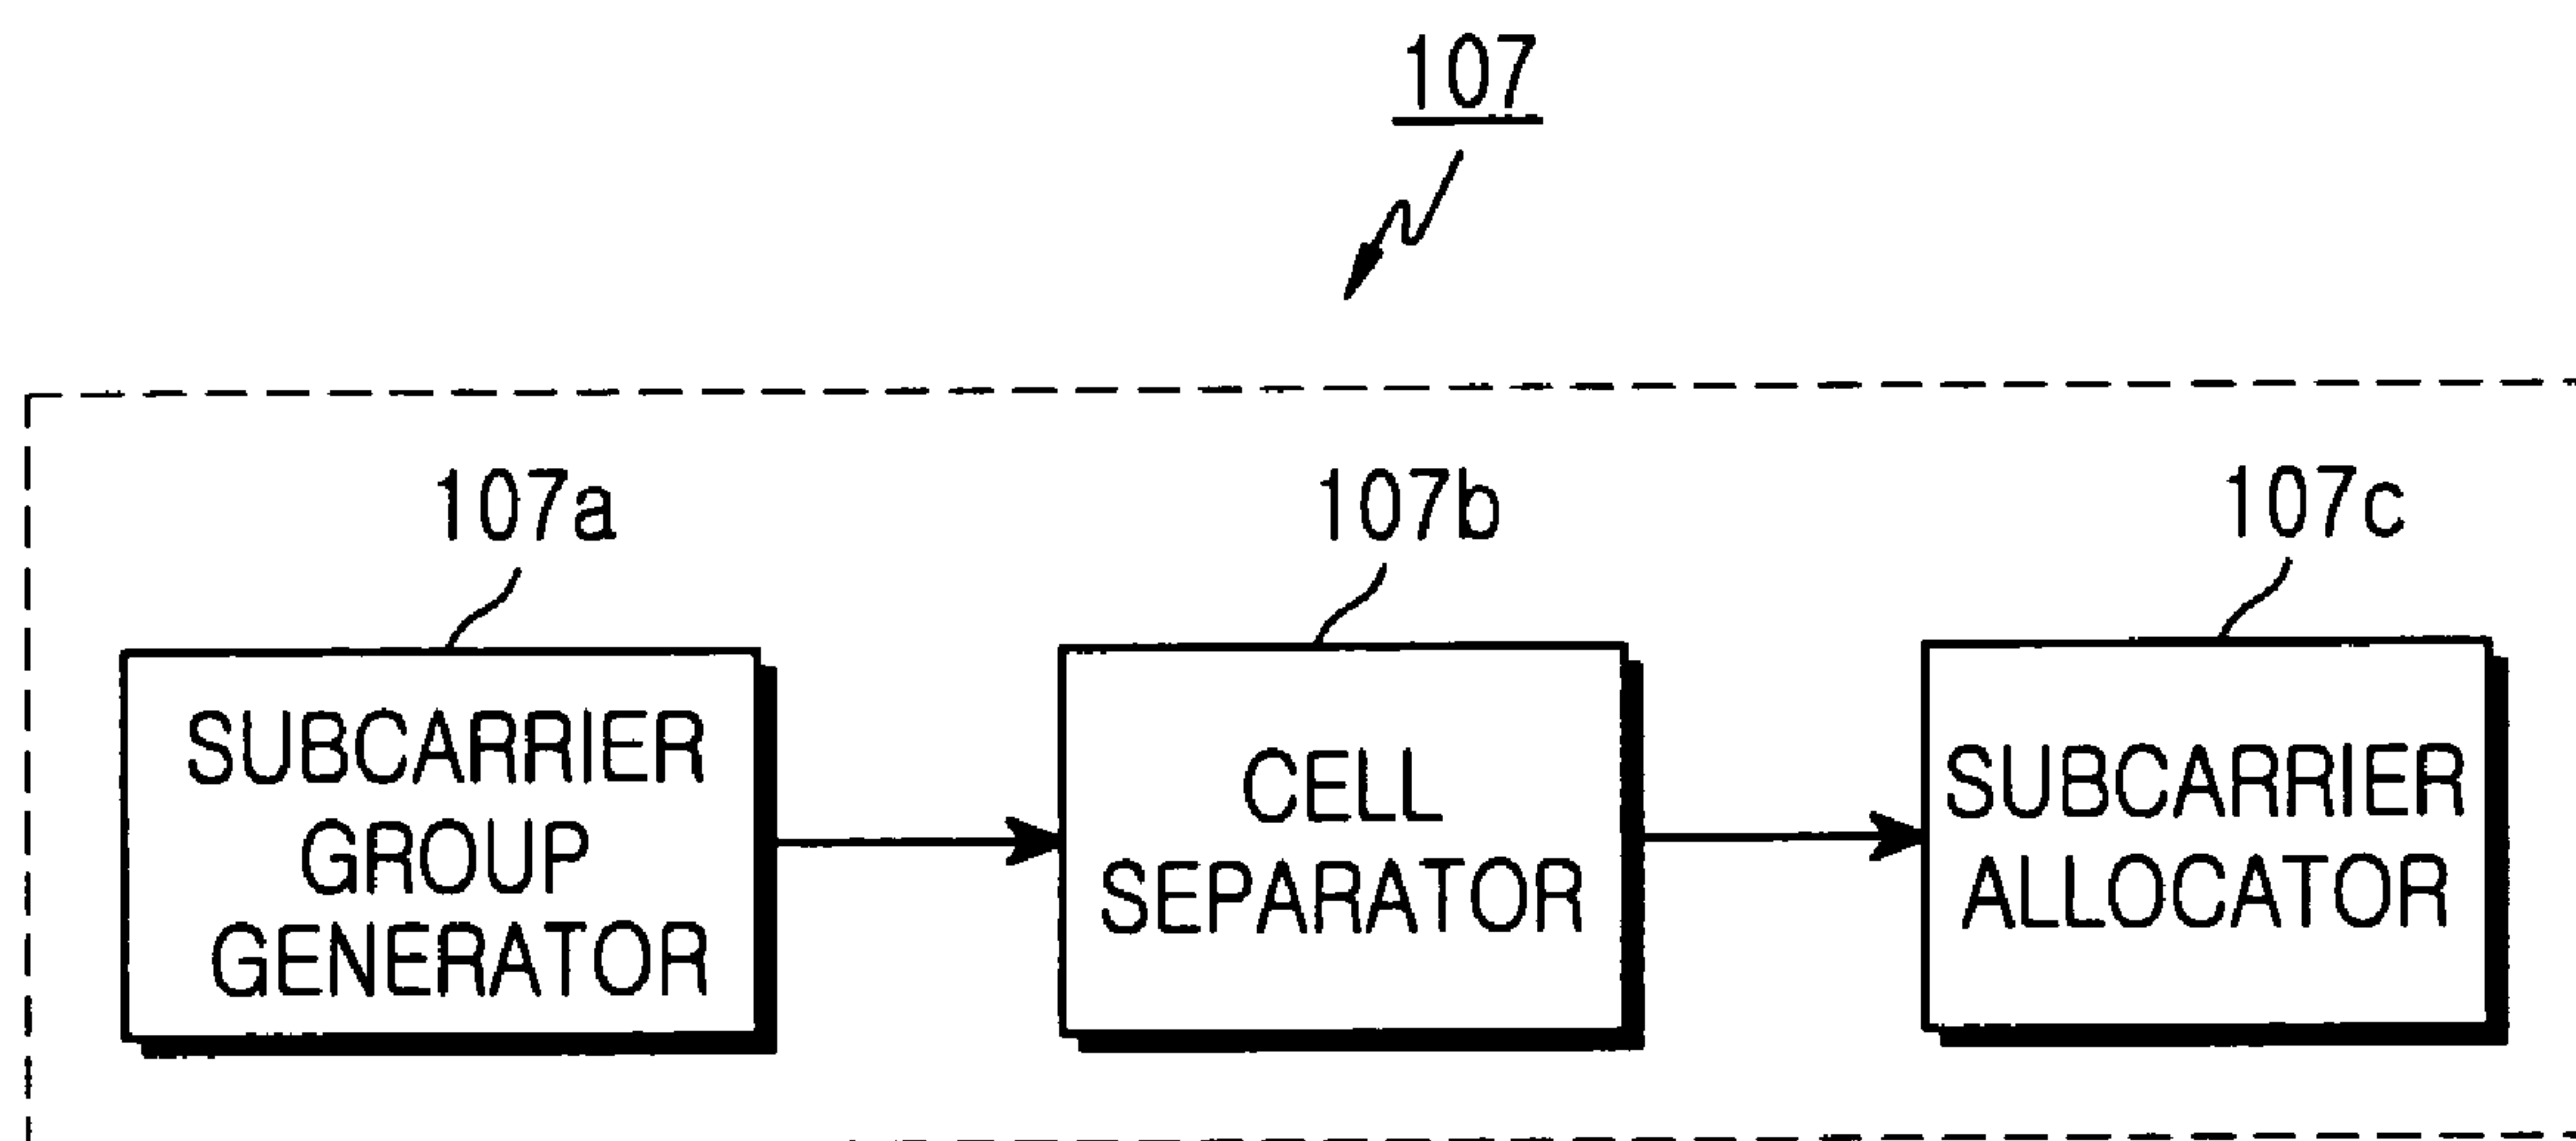 107
107a
107b
107c
SUBCARRIER
GROUP
GENERATOR
CELL
SEPARATOR
SUBCARRIER
ALLOCATOR